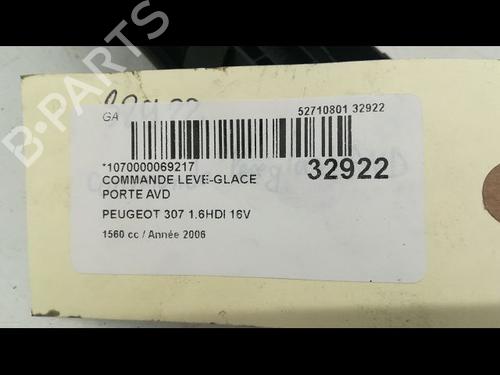 52710801 32922
GA
*1070000069217
32922
COMMANDE LEVE-GLACE
PORTE AVD
PEUGEOT 307 1.6HDI 16V
1560 cc / Année 2006
B-PARTS